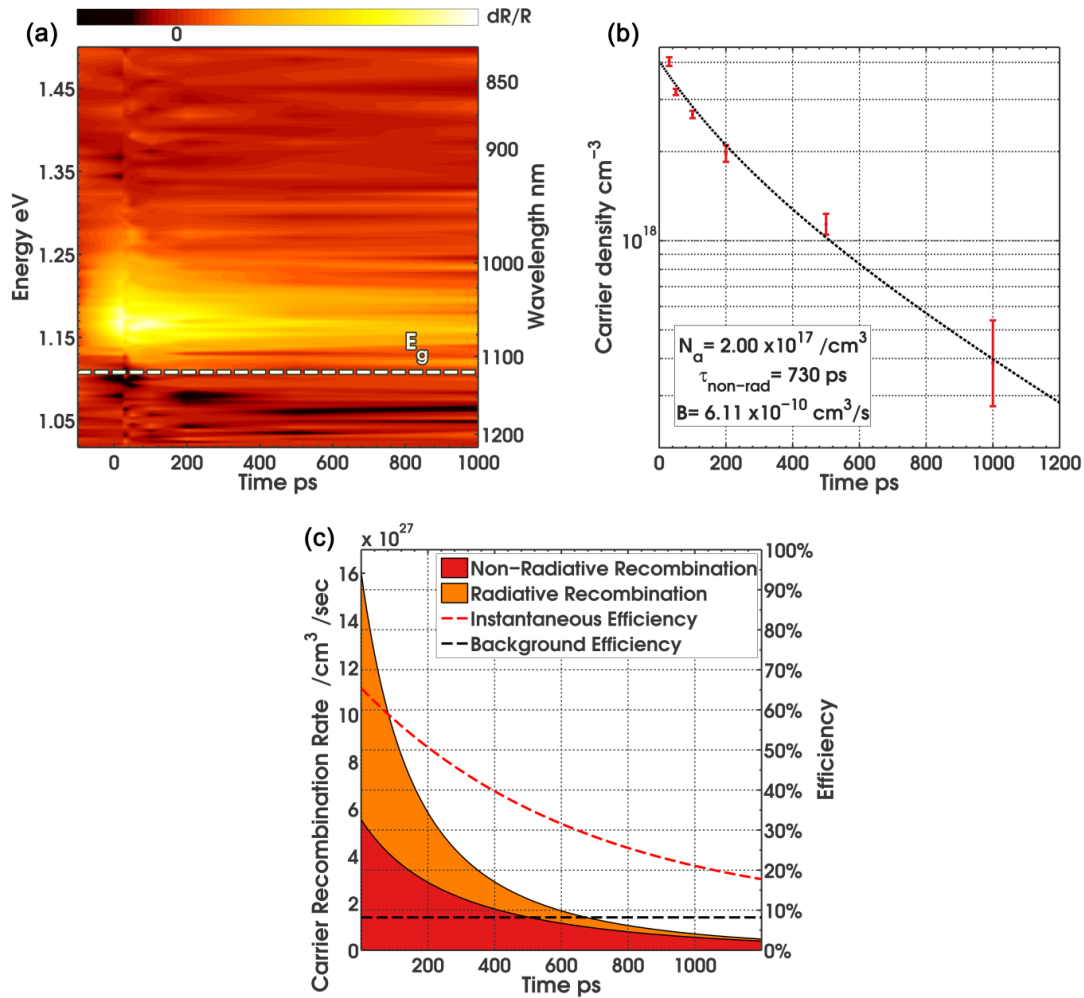 (a)
dR/R
0
1.45
1.35
1.25
1.15
1.05
Energy eV
850
900
1000
1100
1200
Wavelength nm
E_g
0 200 400 600 800 1000
Time ps
(b)
Carrier density cm⁻³
10¹⁸
Nₐ= 2.00 x10¹⁷ /cm³
τ_non-rad= 730 ps
B= 6.11 x10⁻¹⁰ cm³/s
0 200 400 600 800 1000 1200
Time ps
(c)
x 10²⁷
16
14
12
10
8
6
4
2
0
Carrier Recombination Rate /cm³ /sec
Non-Radiative Recombination
Radiative Recombination
Instantaneous Efficiency
Background Efficiency
100%
90%
80%
70%
60%
50%
40%
30%
20%
10%
0%
Efficiency
200 400 600 800 1000
Time ps